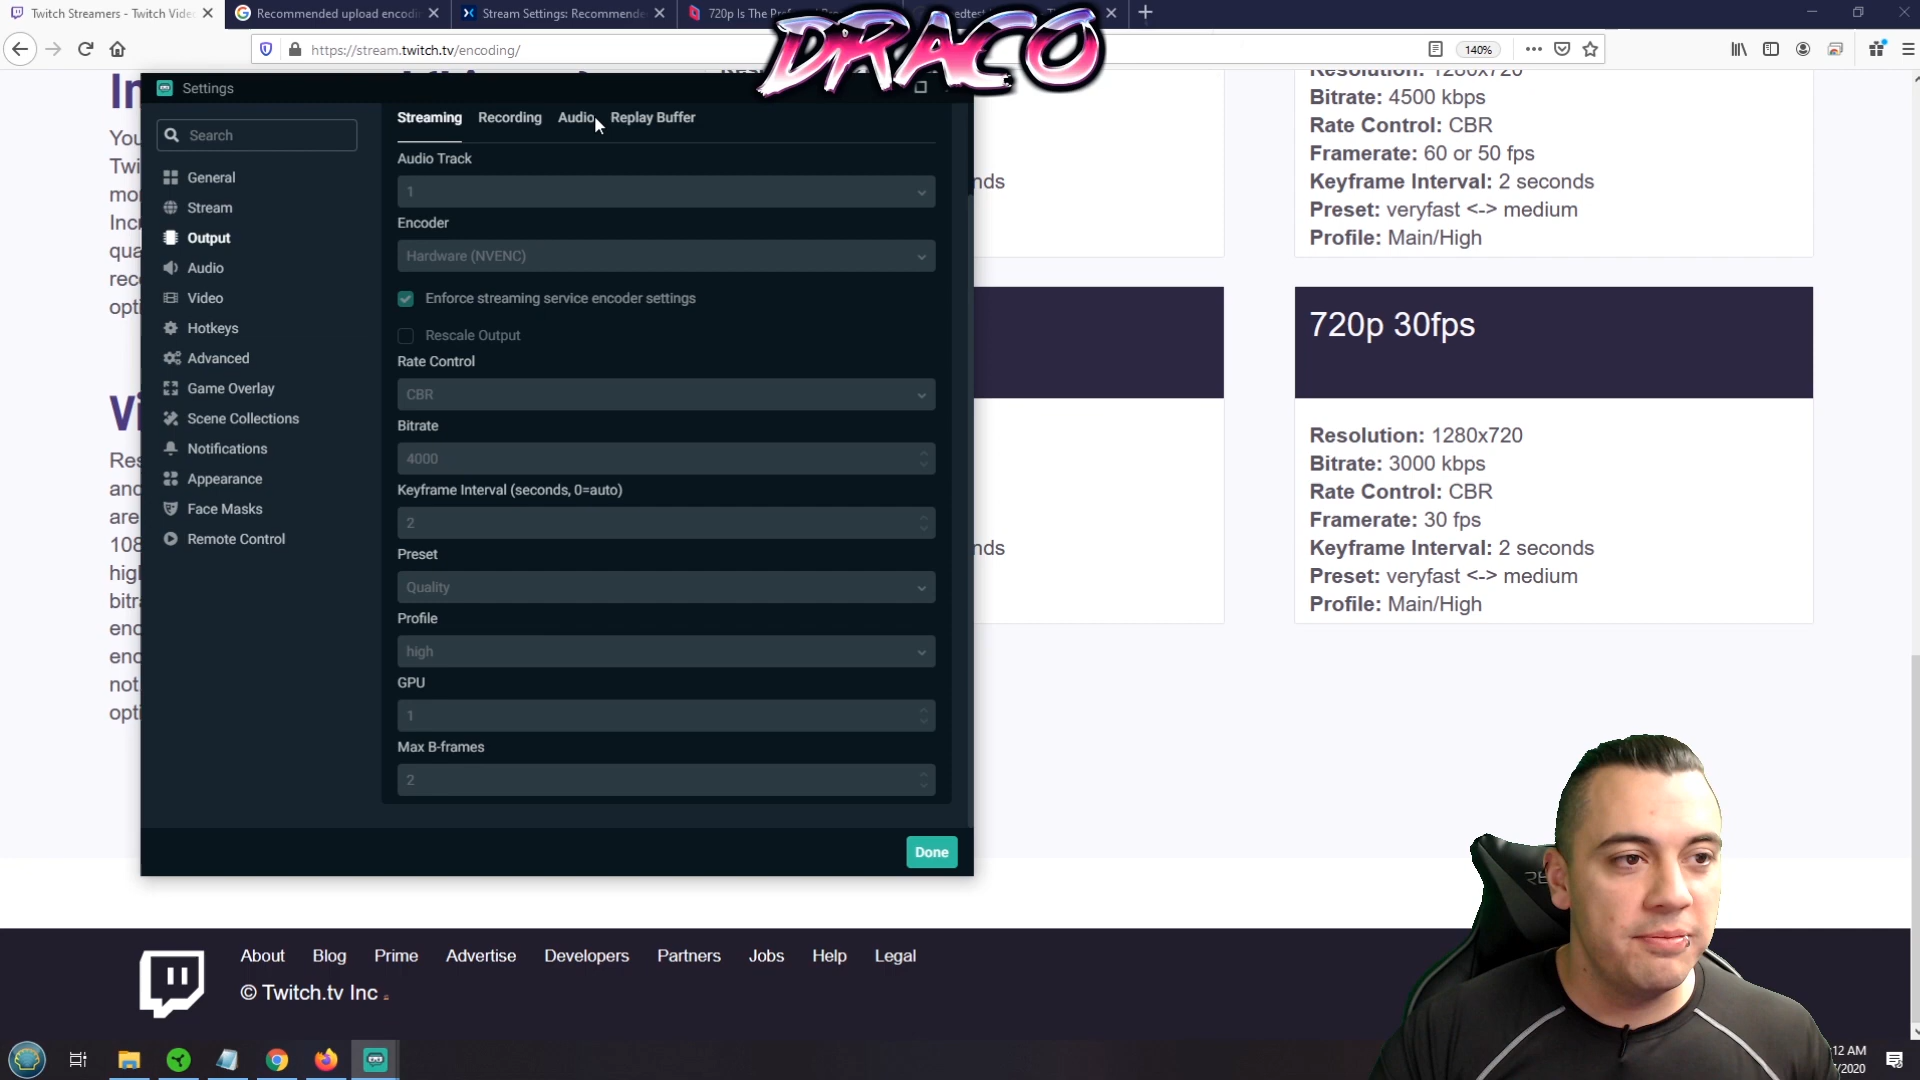 Twitch Streamers - Twitch Vide
Recommended upload encodi
Stream Settings: Recommende
720p Is The
DRACO
https://stream.twitch.tv/encoding/
140%
Settings
Search
General
Stream
Output
Audio
Video
Hotkeys
Advanced
Game Overlay
Scene Collections
Notifications
Appearance
Face Masks
Remote Control
Streaming Recording Audio Replay Buffer
Audio Track
1
Encoder
Hardware (NVENC)
Enforce streaming service encoder settings
Rescale Output
Rate Control
CBR
Bitrate
4000
Keyframe Interval (seconds, 0=auto)
2
Preset
Quality
Profile
high
GPU
1
Max B-frames
2
Done
Resolution: 1280x720
Bitrate: 4500 kbps
Rate Control: CBR
Framerate: 60 or 50 fps
Keyframe Interval: 2 seconds
Preset: veryfast <-> medium
Profile: Main/High
720p 30fps
Resolution: 1280x720
Bitrate: 3000 kbps
Rate Control: CBR
Framerate: 30 fps
Keyframe Interval: 2 seconds
Preset: veryfast <-> medium
Profile: Main/High
About Blog Prime Advertise Developers Partners Jobs Help Legal
© Twitch.tv Inc
:12 AM
/2020